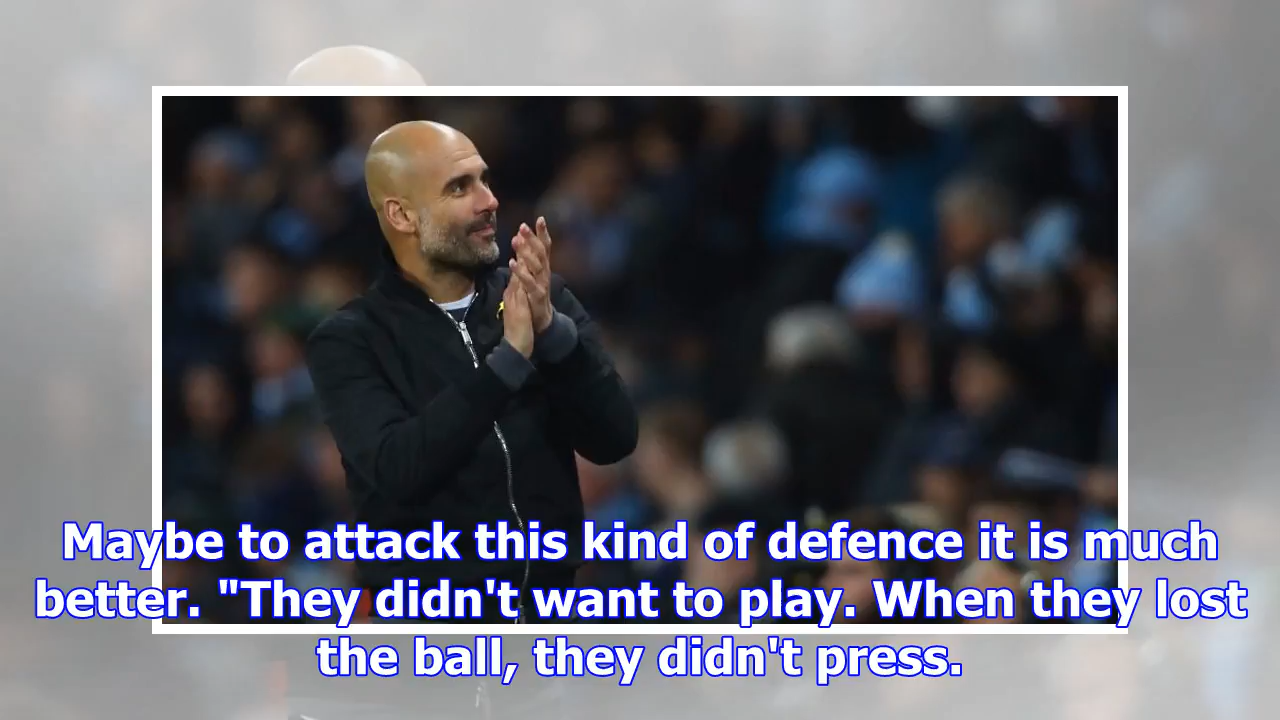 Maybe to attack this kind of defence it is much
better. "They didn't want to play. When they lost
the ball, they didn't press.